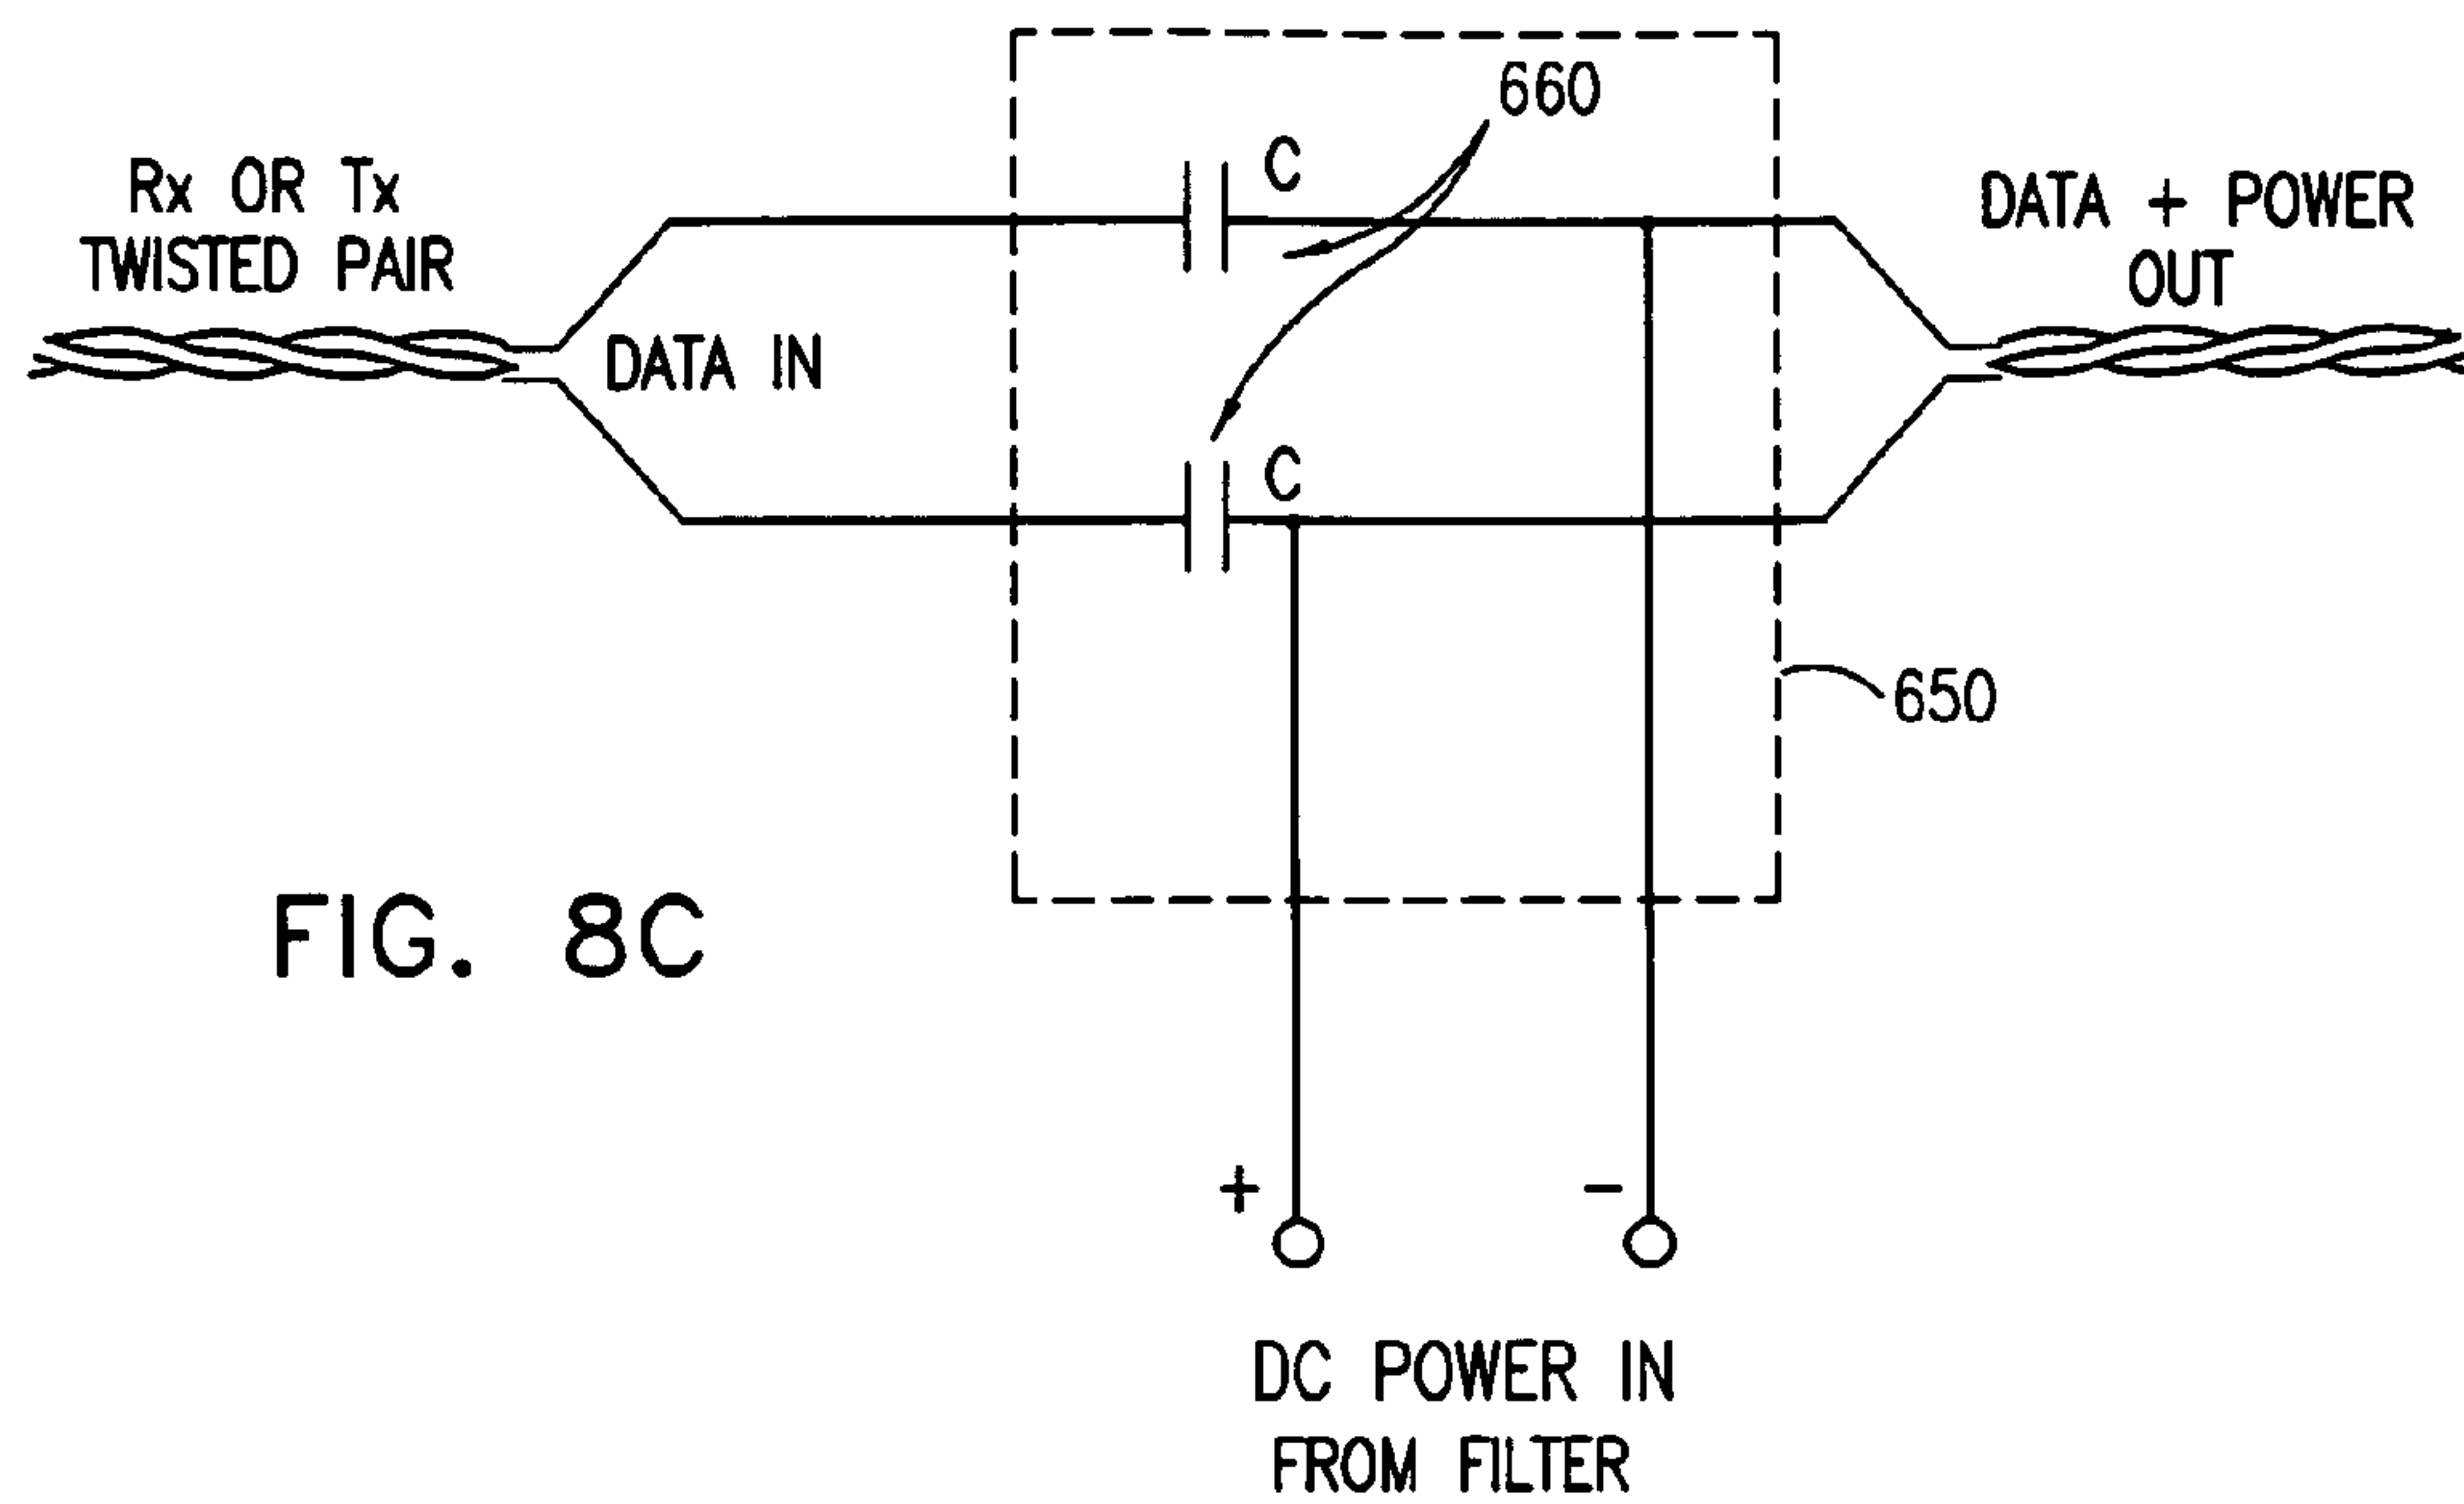 660
C
Rx OR Tx
TWISTED PAIR
DATA + POWER
OUT
DATA IN
C
650
FIG. 8C
+ −
DC POWER IN
FROM FILTER